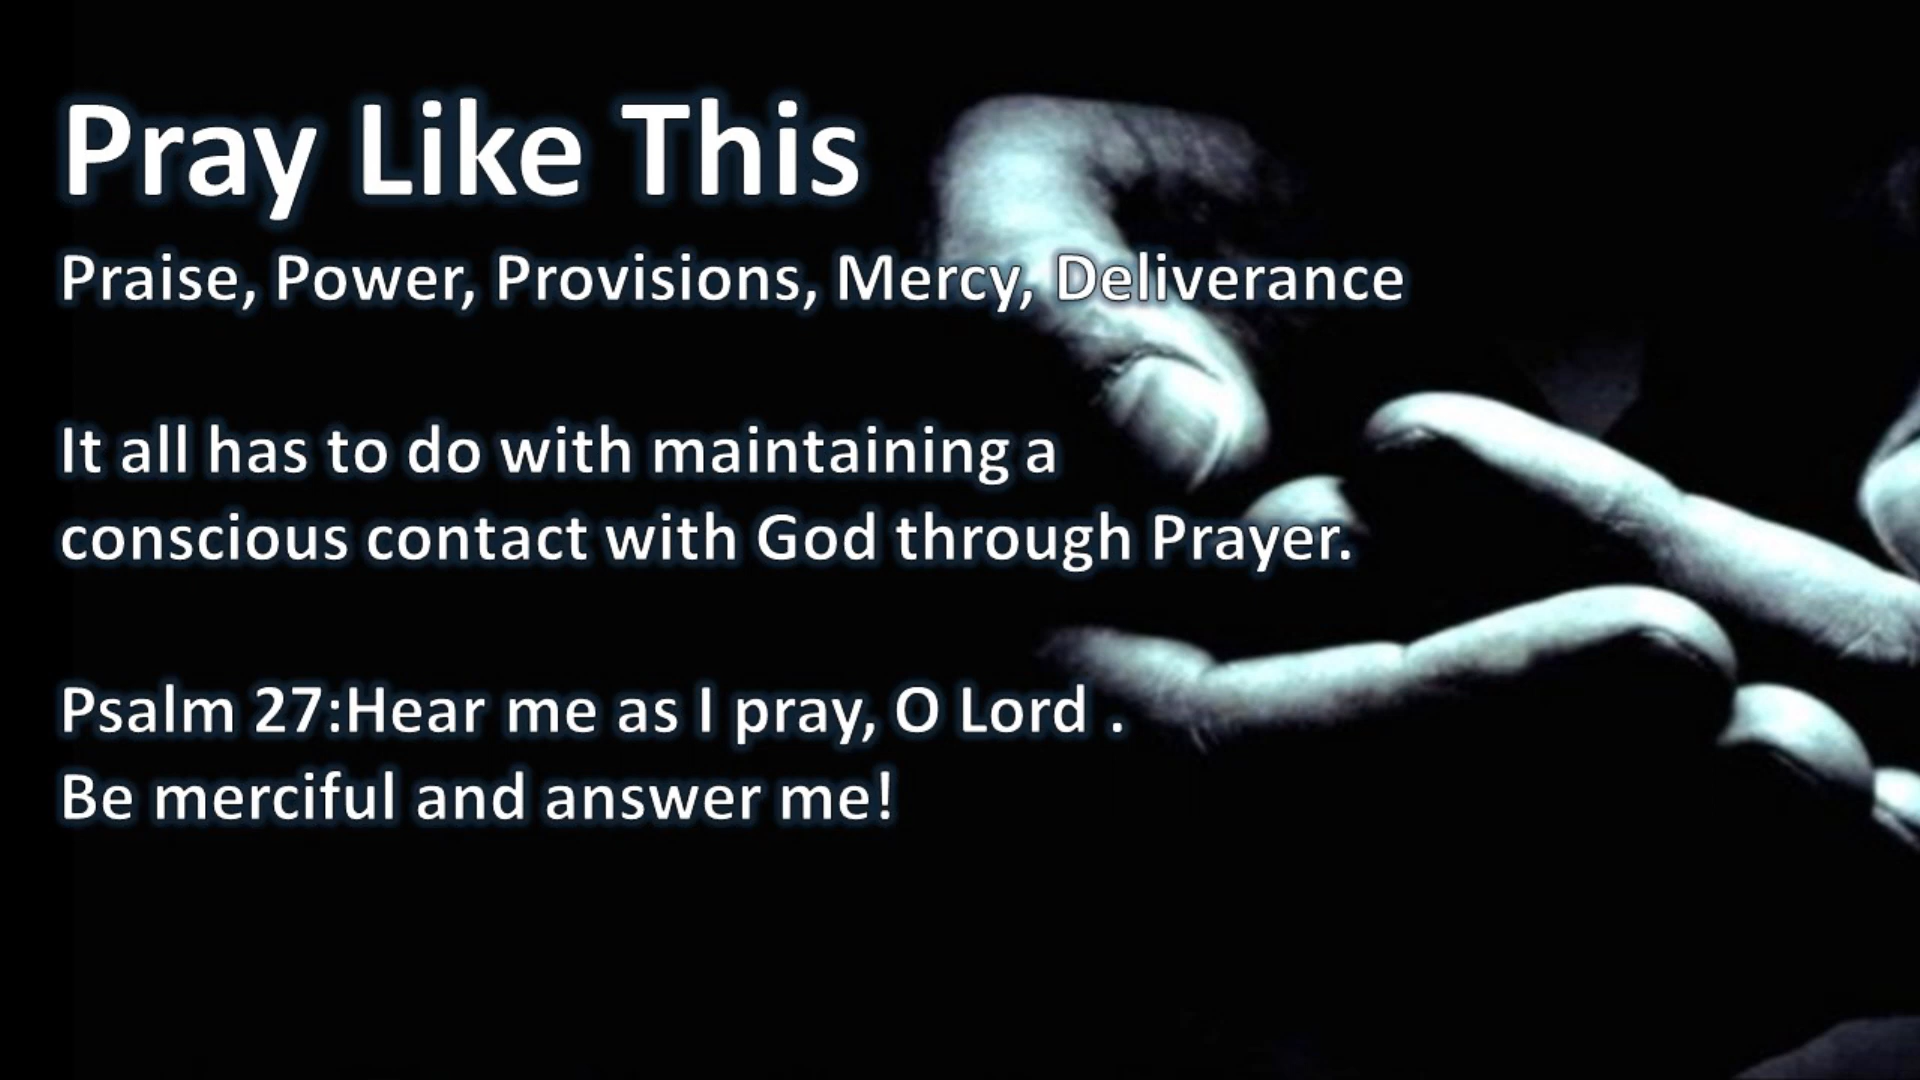 Pray Like This
Praise, Power, Provisions, Mercy, Deliverance
It all has to do with maintaining a
conscious contact with God through Prayer.
Psalm 27:Hear me as I pray, O Lord .
Be merciful and answer me!